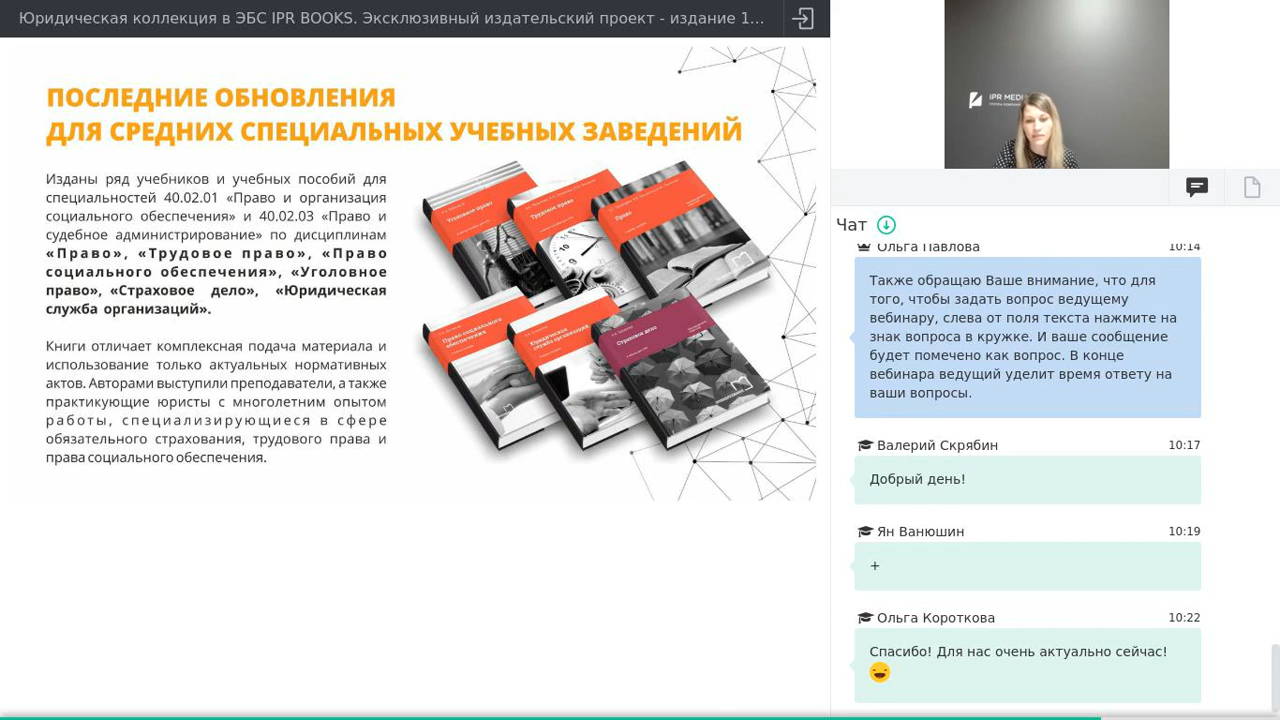 Юридическая коллекция в ЭБС IPR BOOKS. Эксклюзивный издательский проект - издание 1...
ПОСЛЕДНИЕ ОБНОВЛЕНИЯ
ДЛЯ СРЕДНИХ СПЕЦИАЛЬНЫХ УЧЕБНЫХ ЗАВЕДЕНИЙ
Изданы ряд учебников и учебных пособий для
специальностей 40.02.01 «Право и организация
социального обеспечения» и 40.02.03 «Право и
судебное администрирование» по дисциплинам
«Право», «Трудовое право», «Право
социального обеспечения», «Уголовное
право», «Страховое дело», «Юридическая
служба организаций».
Книги отличает комплексная подача материала и
использование только актуальных нормативных
актов. Авторами выступили преподаватели, а также
практикующие юристы с многолетним опытом
работы, специализирующиеся в сфере
обязательного страхования, трудового права и
права социального обеспечения.
Уголовное право
Трудовое право
Право
Право социального
обеспечения
Юридическая
служба организаций
Страховое дело
IPR MEDI
Чат
Ольга Павлова 10:14
Также обращаю Ваше внимание, что для
того, чтобы задать вопрос ведущему
вебинару, слева от поля текста нажмите на
знак вопроса в кружке. И ваше сообщение
будет помечено как вопрос. В конце
вебинара ведущий уделит время ответу на
ваши вопросы.
Валерий Скрябин 10:17
Добрый день!
Ян Ванюшин 10:19
+
Ольга Короткова 10:22
Спасибо! Для нас очень актуально сейчас!